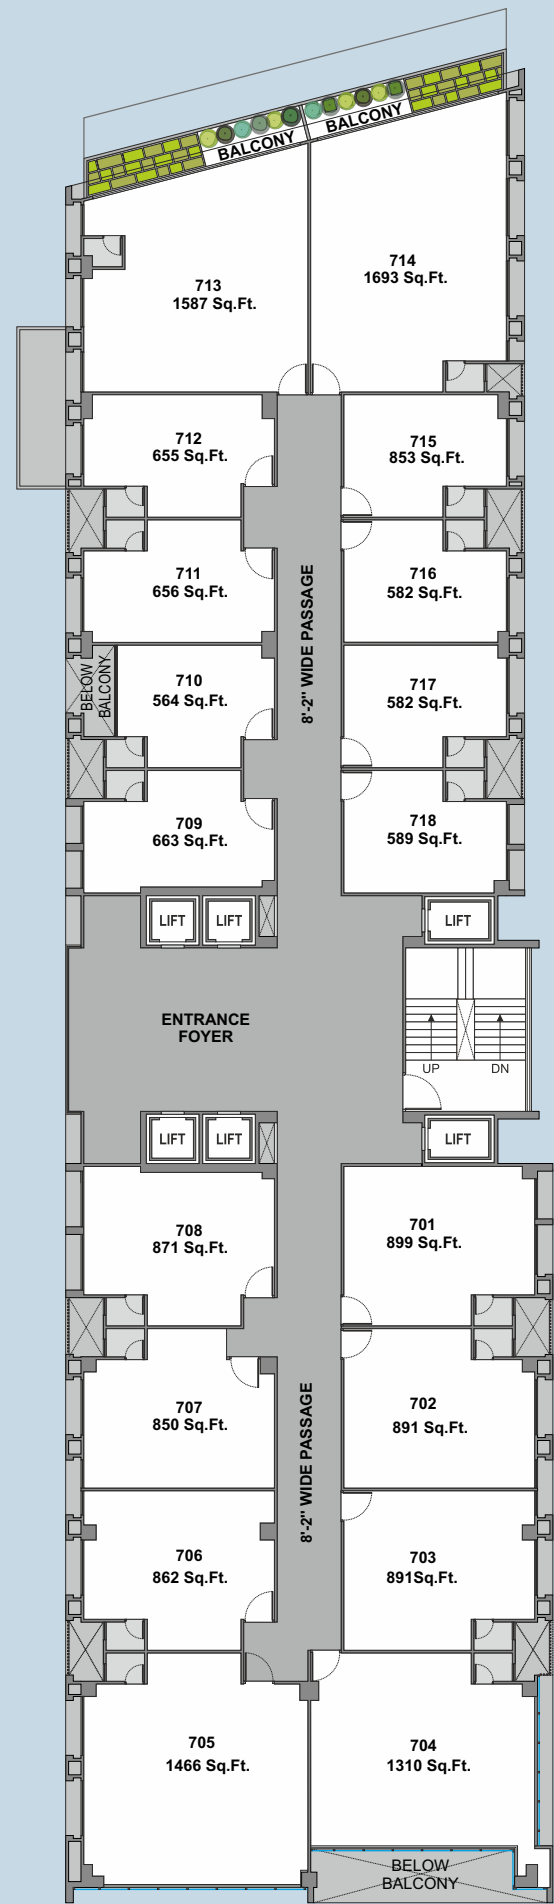 BALCONY
BALCONY
714
1693 Sq.Ft.
713
1587 Sq.Ft.
712
655 Sq.Ft.
715
853 Sq.Ft.
711
656 Sq.Ft.
8'-2" WIDE PASSAGE
716
582 Sq.Ft.
BELOW
BALCONY
710
564 Sq.Ft.
717
582 Sq.Ft.
709
663 Sq.Ft.
718
589 Sq.Ft.
LIFT
LIFT
LIFT
ENTRANCE
FOYER
UP
DN
LIFT
LIFT
LIFT
708
871 Sq.Ft.
701
899 Sq.Ft.
707
850 Sq.Ft.
8'-2" WIDE PASSAGE
702
891 Sq.Ft.
706
862 Sq.Ft.
703
891Sq.Ft.
705
1466 Sq.Ft.
704
1310 Sq.Ft.
BELOW
BALCONY